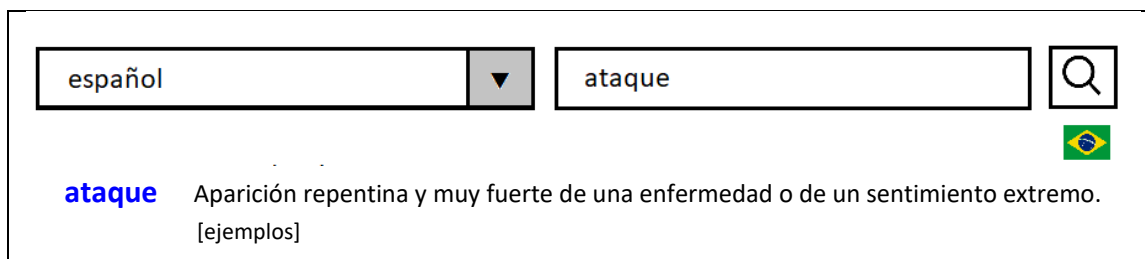 español ▼ ataque
ataque Aparición repentina y muy fuerte de una enfermedad o de un sentimiento extremo.
[ejemplos]